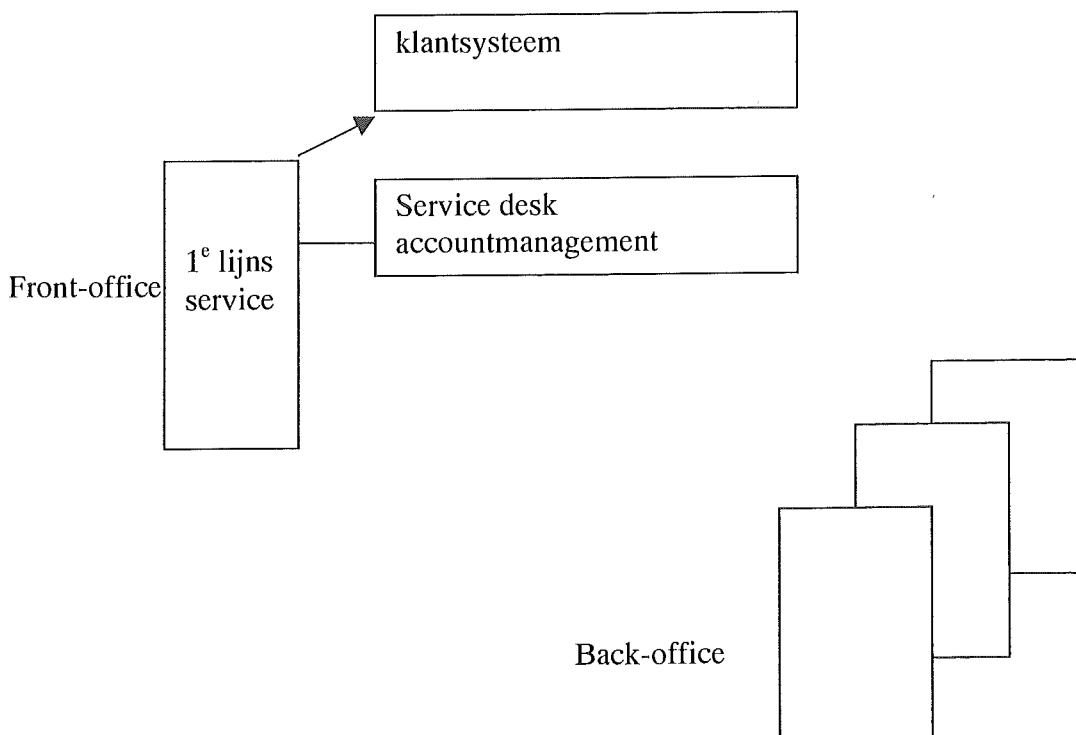 klantsysteem
Service desk
accountmanagement
1e lijns
service
Front-office
Back-office